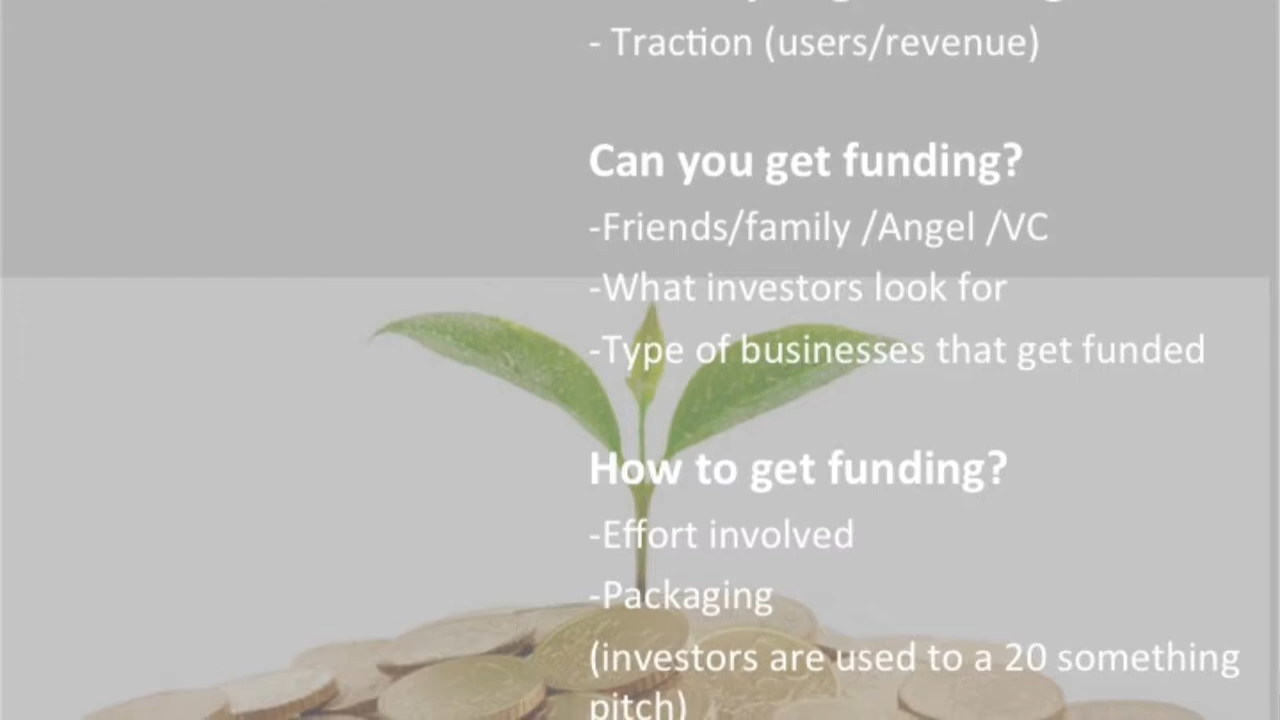 - Traction (users/revenue)
Can you get funding?
-Friends/family /Angel /VC
-What investors look for
-Type of businesses that get funded
How to get funding?
-Effort involved
-Packaging
(investors are used to a 20 something
pitch)